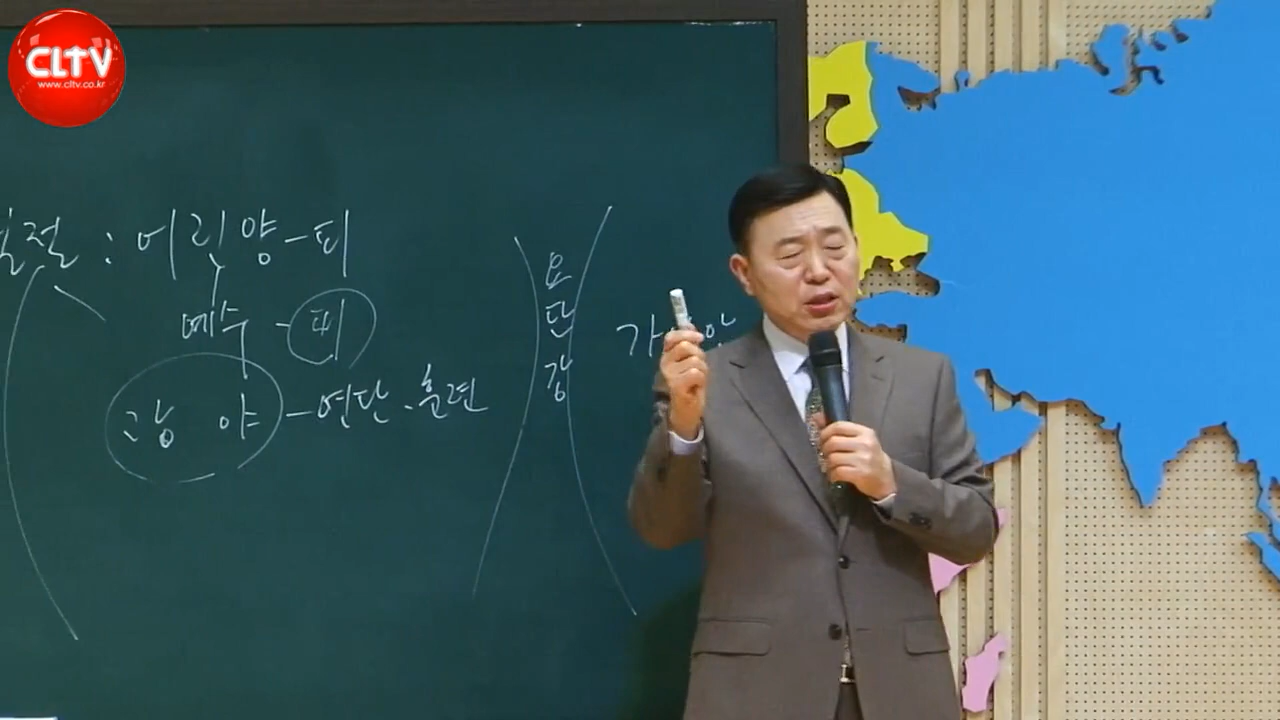 CLTV
www.cltv.co.kr
월절 : 어린양 - 피
예수 - 피
광야 - 연단.훈련
요단강
가나안